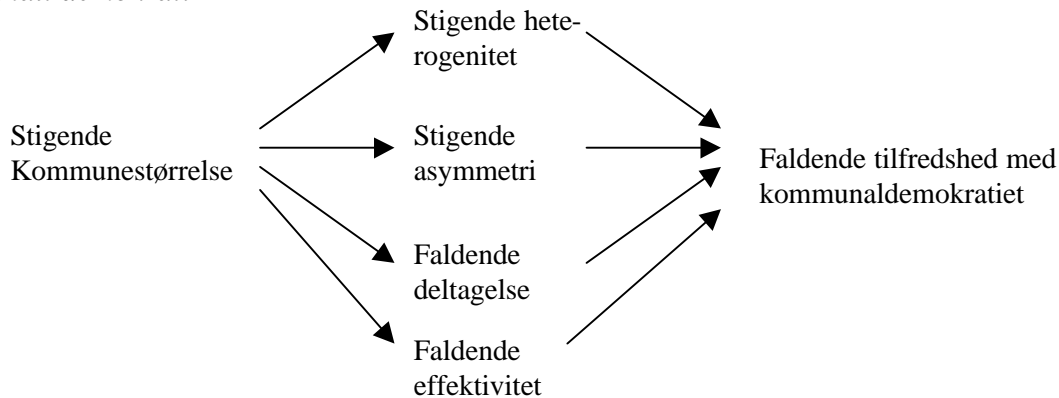 Stigende hete-
rogenitet
Stigende
Kommunestørrelse
Stigende
asymmetri
Faldende tilfredshed med
kommunaldemokratiet
Faldende
deltagelse
Faldende
effektivitet